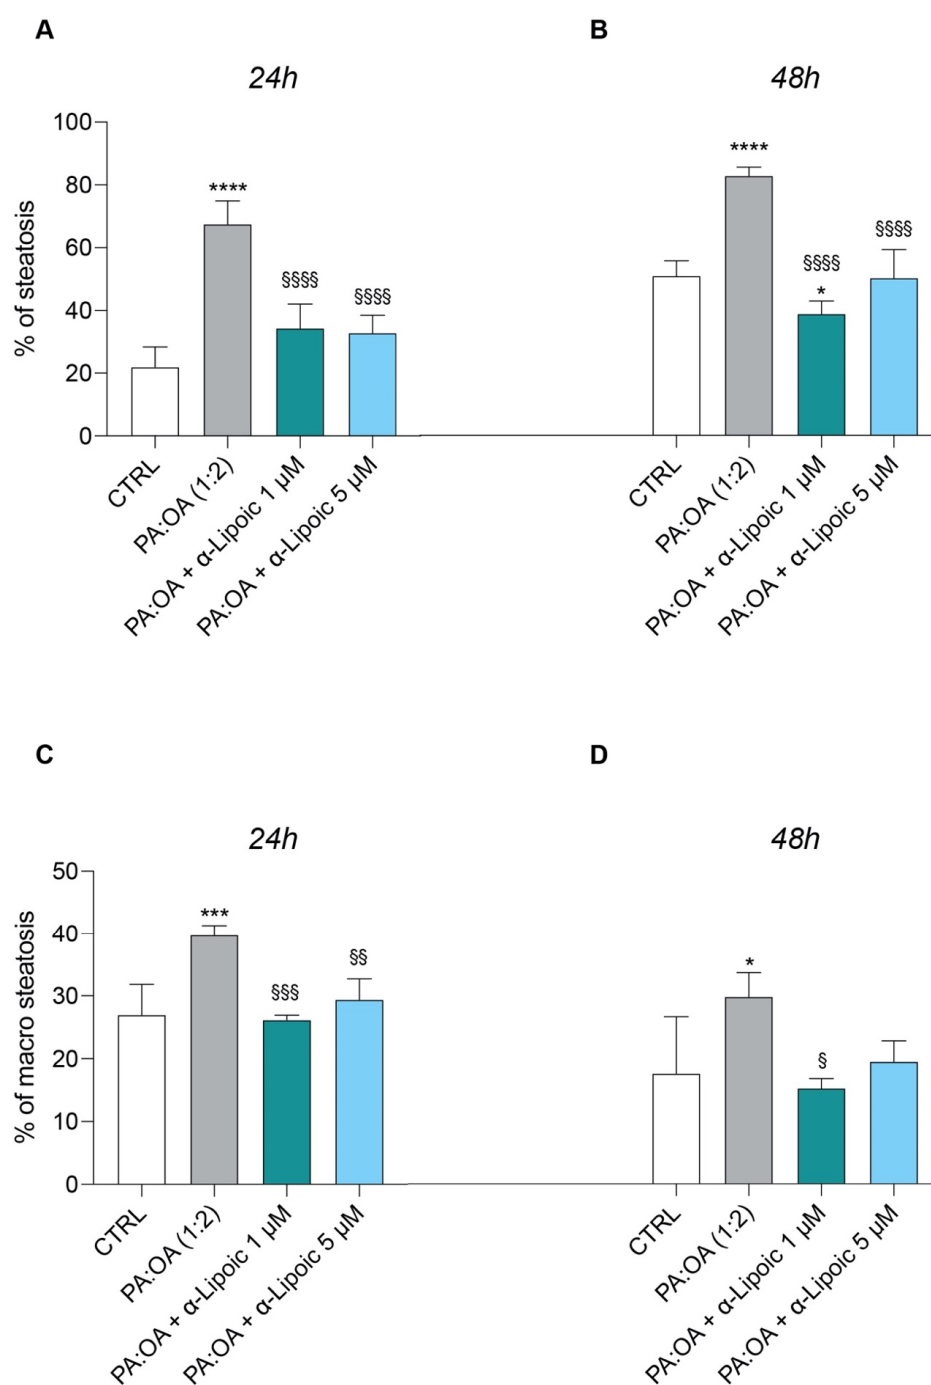 A
24h
% of steatosis
100
80
60
40
20
0
****
§§§§
§§§§
CTRL
PA:OA (1:2)
PA:OA + α-Lipoic 1 µM
PA:OA + α-Lipoic 5 µM
B
48h
****
§§§§
*
§§§§
CTRL
PA:OA (1:2)
PA:OA + α-Lipoic 1 µM
PA:OA + α-Lipoic 5 µM
C
24h
% of macro steatosis
50
40
30
20
10
0
***
§§§
§§
CTRL
PA:OA (1:2)
PA:OA + α-Lipoic 1 µM
PA:OA + α-Lipoic 5 µM
D
48h
*
§
CTRL
PA:OA (1:2)
PA:OA + α-Lipoic 1 µM
PA:OA + α-Lipoic 5 µM